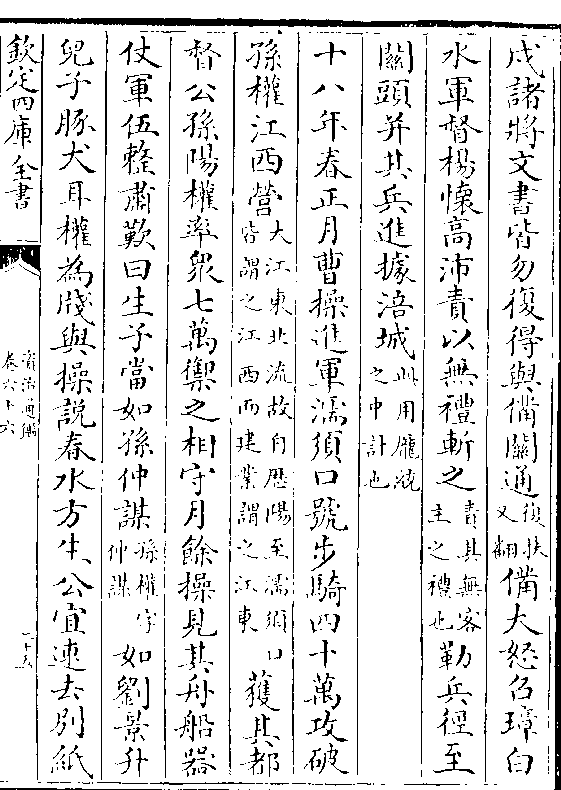 戍諸將文書皆勿復得與備關通復扶又翻備大怒召璋白
水軍督楊懷高沛責以無禮斬之責其無客主之禮也勒兵徑至
關頭并其兵進據涪城此用龐統之中計也
十八年春正月曹操進軍濡須口號步騎四十萬攻破
孫權江西營大江東北流故自歷陽至濡須口皆謂之江西而建業謂之江東獲其都
督公孫陽權率衆七萬禦之相守月餘操見其舟船器
仗軍伍整肅歎曰生子當如孫仲謀孫權字仲謀如劉景升
兒子豚犬耳權為牋與操說春水方生公宜速去別紙
欽定四庫全書
資治通鑑
卷六十六
十六